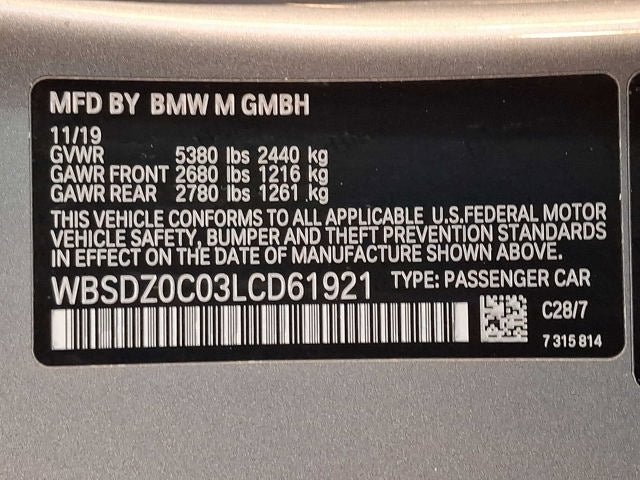 MFD BY BMW M GMBH
11/19
GVWR 5380 lbs 2440 kg
GAWR FRONT 2680 lbs 1216 kg
GAWR REAR 2780 lbs 1261 kg
THIS VEHICLE CONFORMS TO ALL APPLICABLE U.S.FEDERAL MOTOR
VEHICLE SAFETY, BUMPER AND THEFT PREVENTION STANDARDS
IN EFFECT ON THE DATE OF MANUFACTURE SHOWN ABOVE.
WBSDZ0C03LCD61921 TYPE: PASSENGER CAR
C28/7
7 315 814